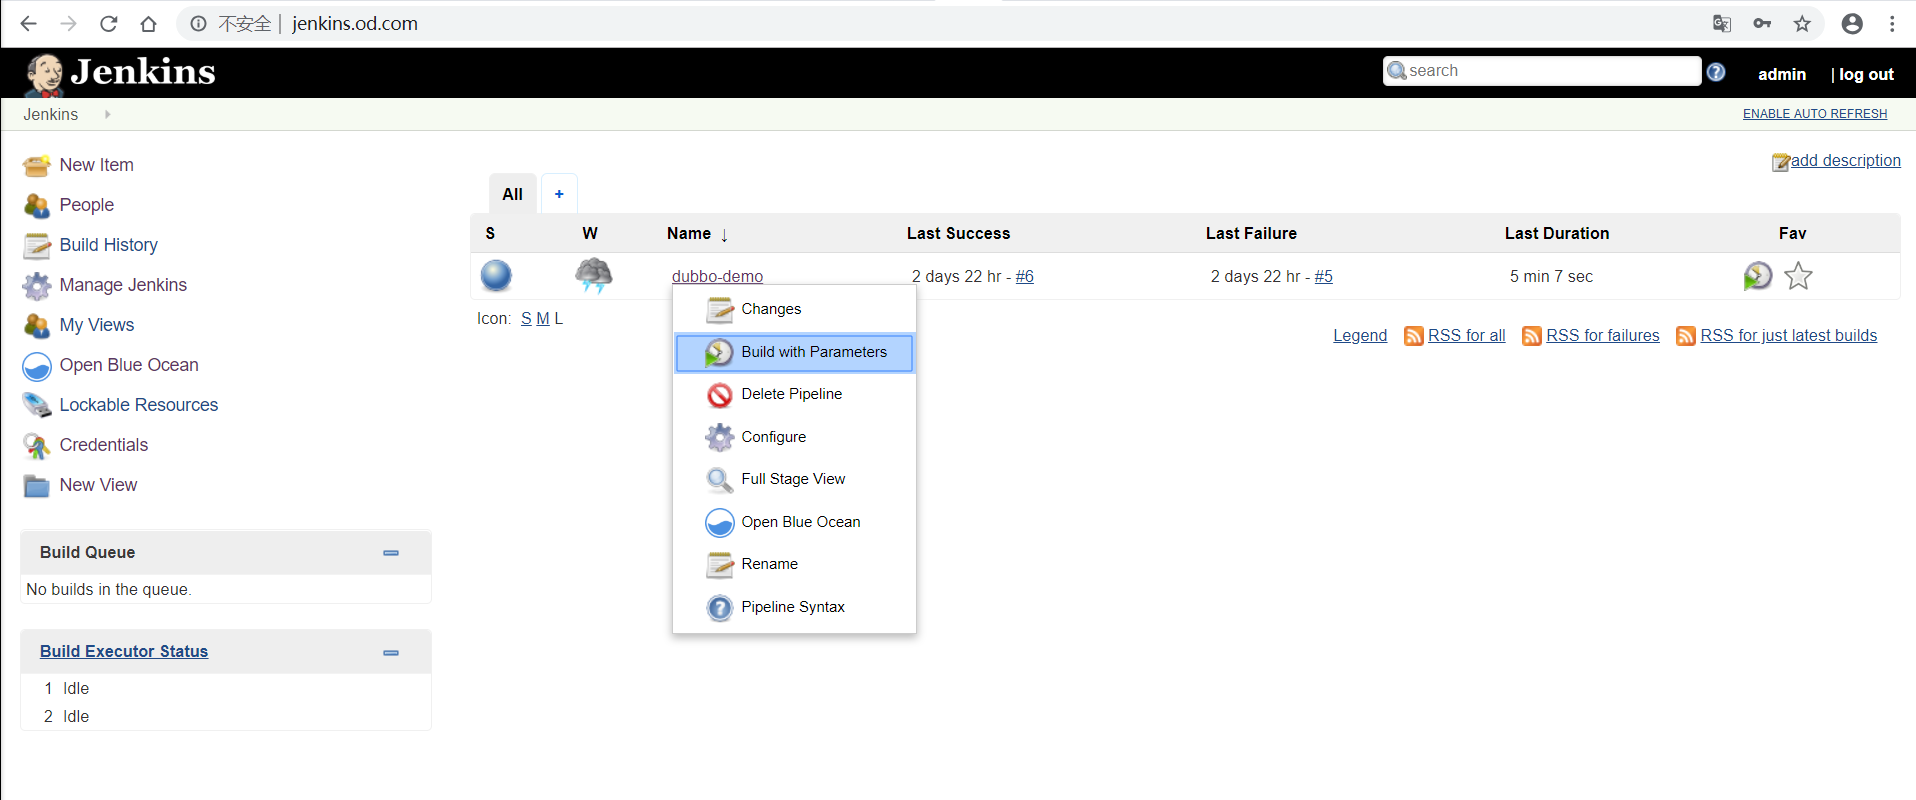 不安全 | jenkins.od.com
Jenkins
search
admin
| log out
Jenkins
ENABLE AUTO REFRESH
New Item
People
Build History
Manage Jenkins
My Views
Open Blue Ocean
Lockable Resources
Credentials
New View
Build Queue
No builds in the queue.
Build Executor Status
1 Idle
2 Idle
add description
All +
S W Name ↓ Last Success Last Failure Last Duration Fav
dubbo-demo 2 days 22 hr - #6 2 days 22 hr - #5 5 min 7 sec
Icon: S M L
Legend RSS for all RSS for failures RSS for just latest builds
Changes
Build with Parameters
Delete Pipeline
Configure
Full Stage View
Open Blue Ocean
Rename
Pipeline Syntax